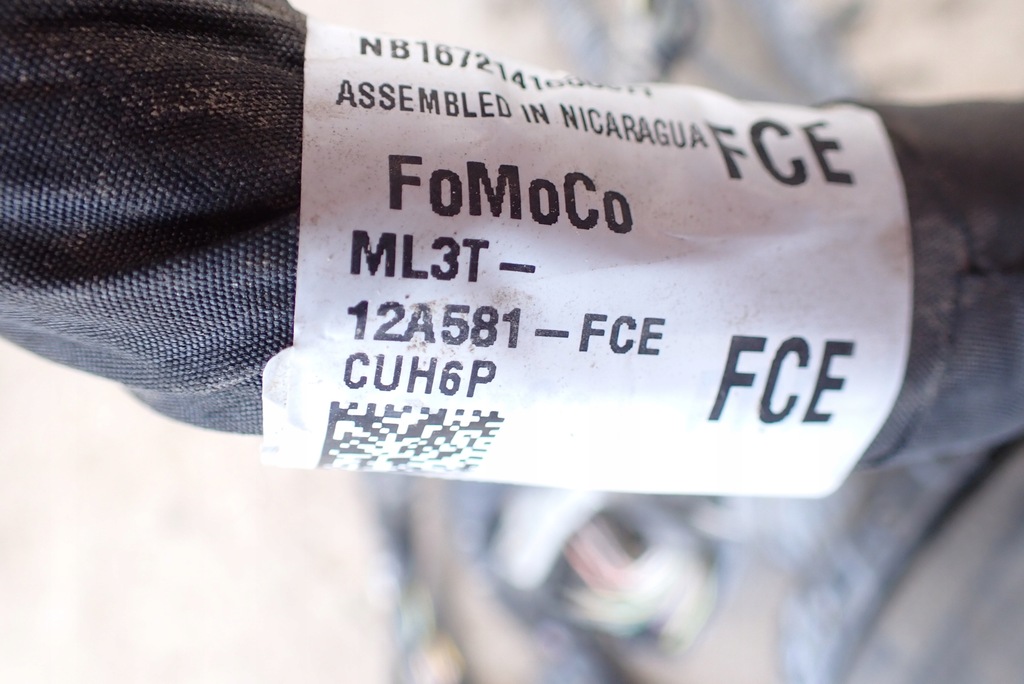 ASSEMBLED IN NICARAGUA
FCE
FoMoCo
ML3T-
12A581-FCE
CUH6P
FCE